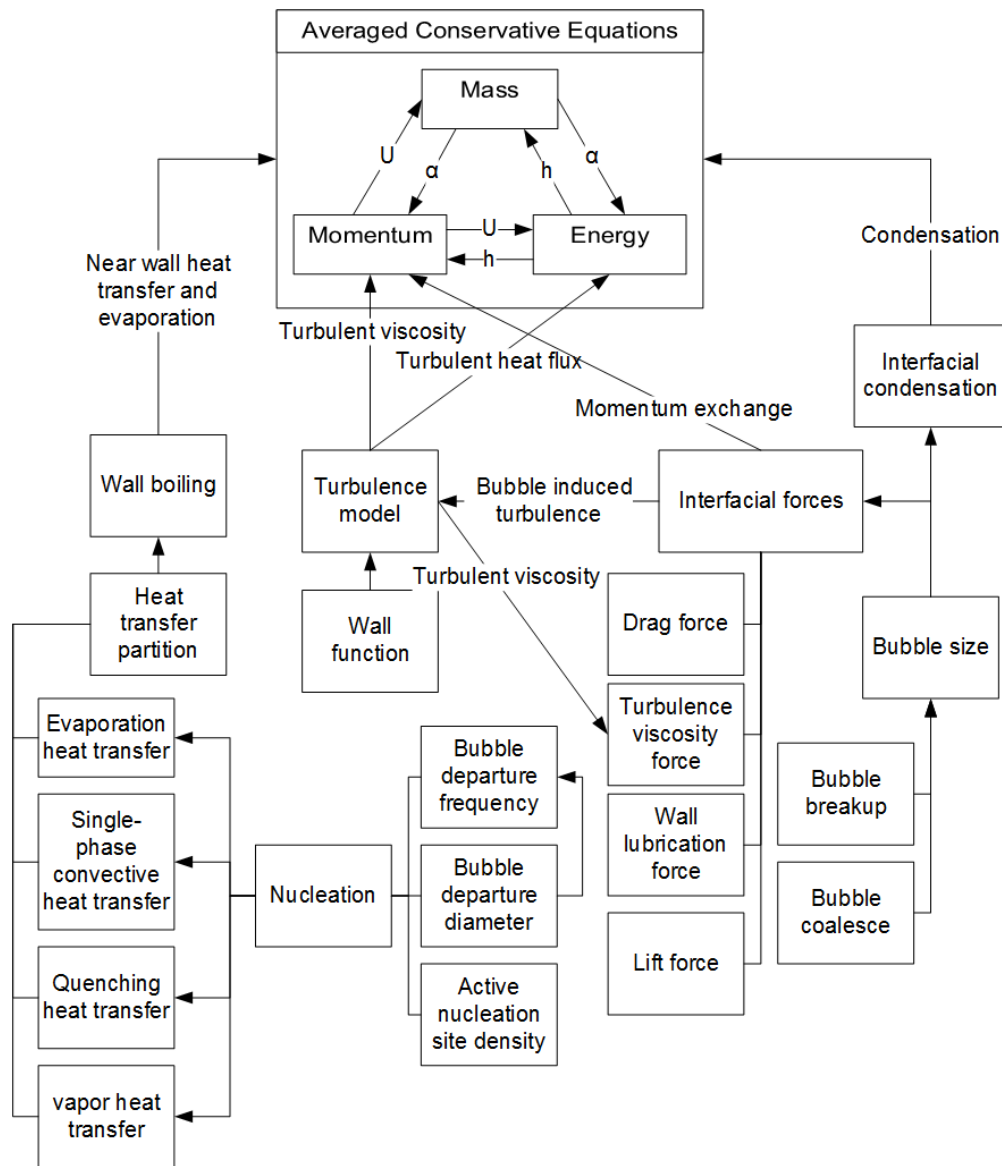 Averaged Conservative Equations
Mass
U
α
h
α
Momentum
U
h
Energy
Near wall heat
transfer and
evaporation
Condensation
Turbulent viscosity
Turbulent heat flux
Momentum exchange
Interfacial
condensation
Wall boiling
Turbulence
model
Bubble induced
turbulence
Interfacial forces
Turbulent viscosity
Heat
transfer
partition
Wall
function
Drag force
Bubble size
Evaporation
heat transfer
Bubble
departure
frequency
Turbulence
viscosity
force
Bubble
breakup
Single-
phase
convective
heat transfer
Nucleation
Bubble
departure
diameter
Wall
lubrication
force
Bubble
coalesce
Quenching
heat transfer
Active
nucleation
site density
Lift force
vapor heat
transfer